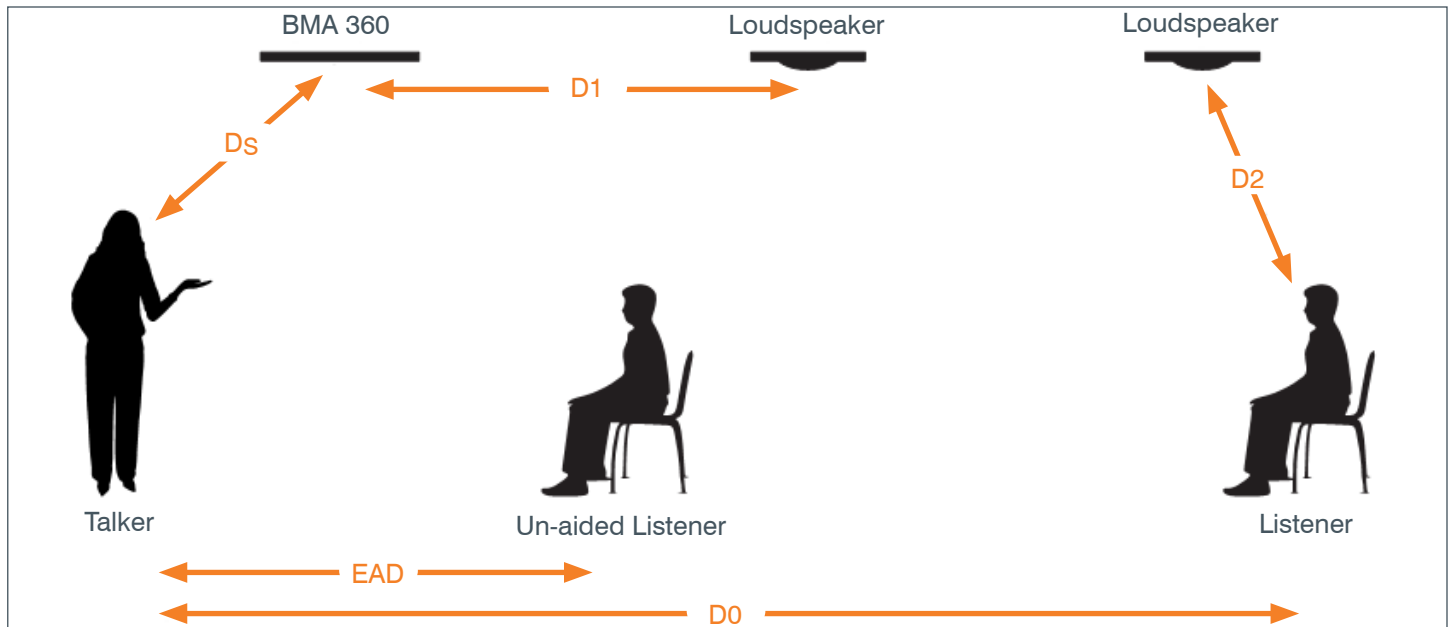 BMA 360
Loudspeaker
Loudspeaker
D1
DS
D2
Talker
Un-aided Listener
Listener
EAD
D0